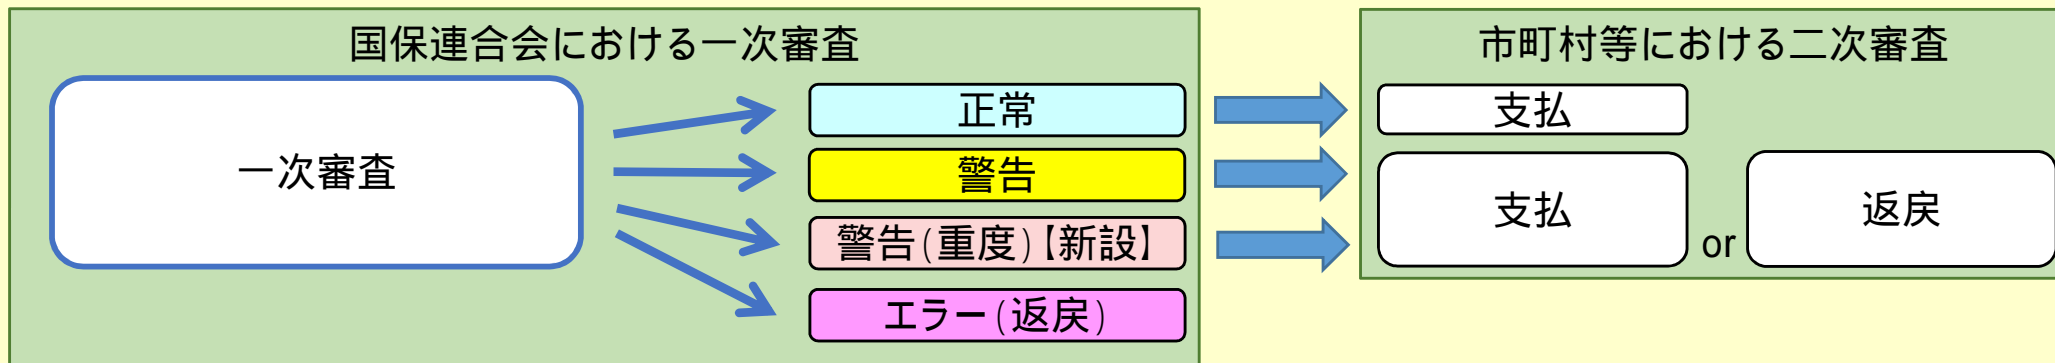 国保連合会における一次審査
一次審査
正常
警告
警告(重度)【新設】
エラー(返戻)
市町村等における二次審査
支払
支払
or
返戻